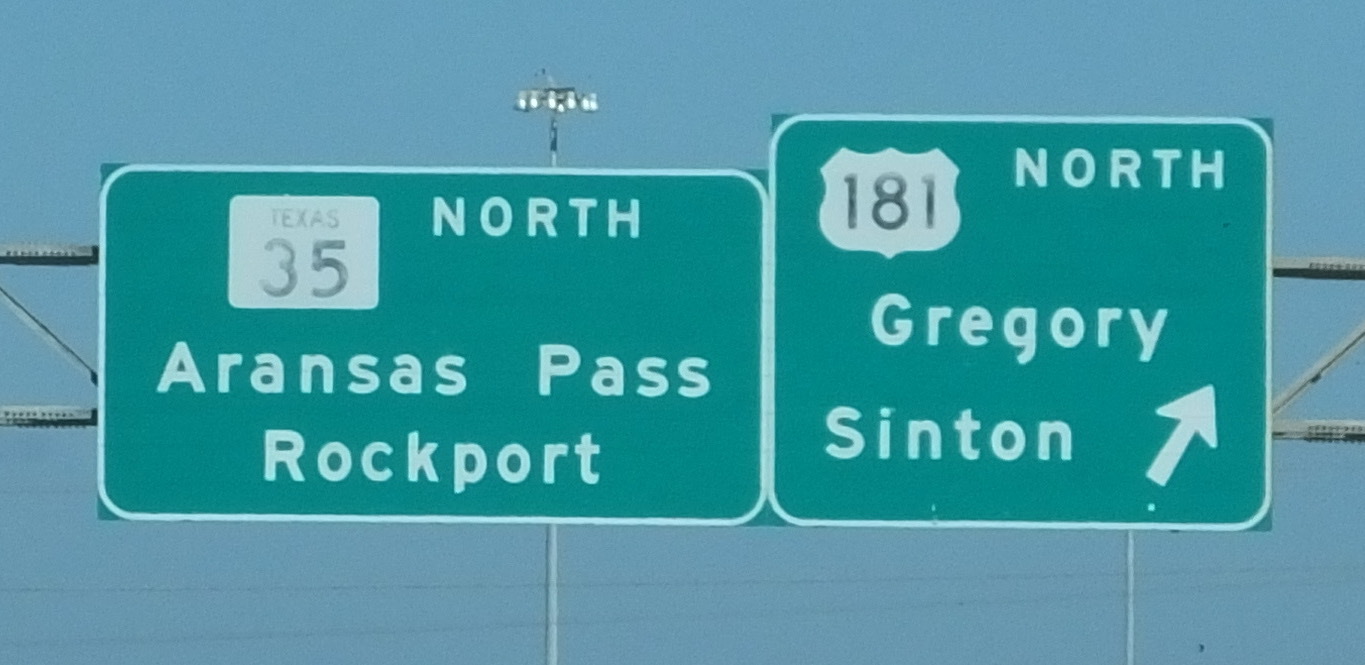 TEXAS
35
NORTH
Aransas Pass
Rockport
181
NORTH
Gregory
Sinton